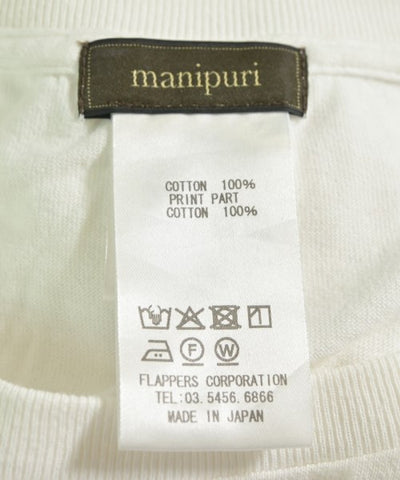 manipuri
COTTON 100%
PRINT PART
COTTON 100%
F W
FLAPPERS CORPORATION
TEL:03.5456.6866
MADE IN JAPAN